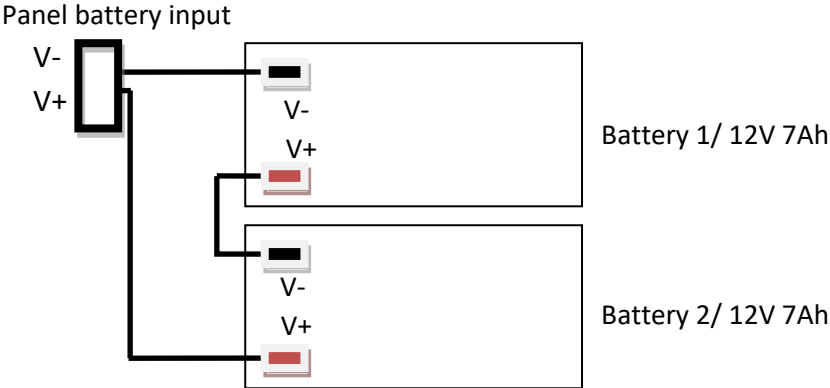 Panel battery input
V-
V+
V-
V+
Battery 1/ 12V 7Ah
V-
V+
Battery 2/ 12V 7Ah